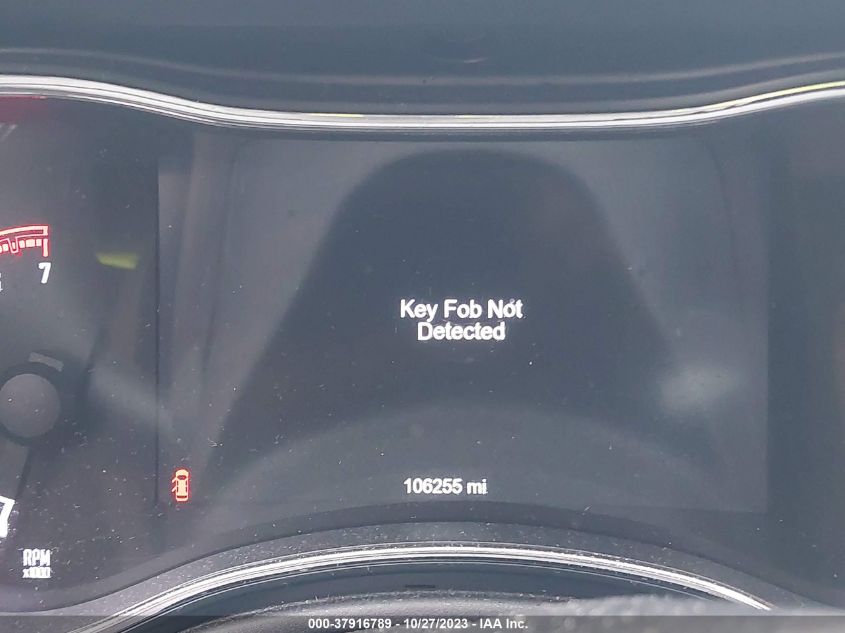 7
Key Fob Not
Detected
106255 mi
RPM
x1000
000-37916789 - 10/27/2023 - IAA Inc.